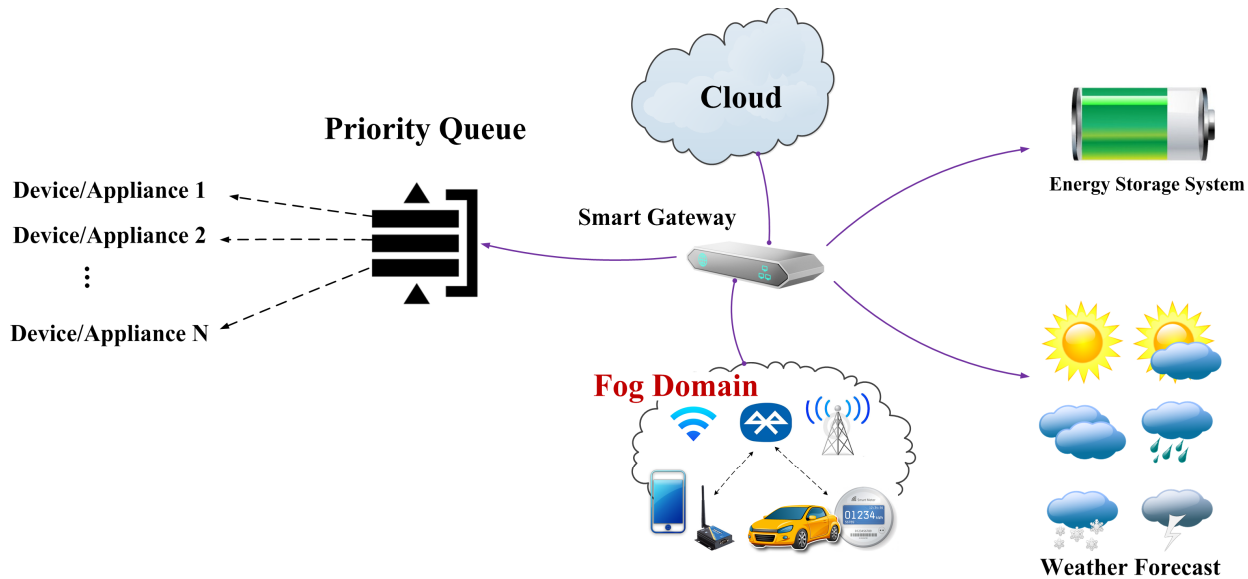 Cloud
Priority Queue
Device/Appliance 1
Energy Storage System
Smart Gateway
Device/Appliance 2
Device/Appliance N
Fog Domain
01234
Weather Forecast